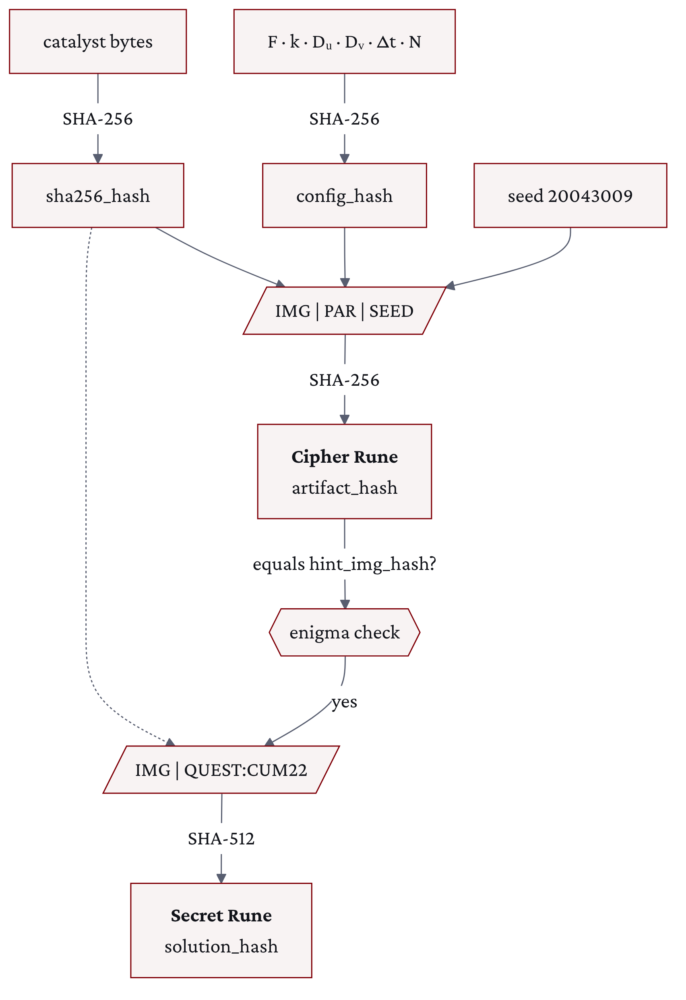 catalyst bytes
F · k · Dᵤ · Dᵥ · Δt · N
SHA-256
SHA-256
sha256_hash
config_hash
seed 20043009
IMG | PAR | SEED
SHA-256
Cipher Rune
artifact_hash
equals hint_img_hash?
enigma check
yes
IMG | QUEST:CUM22
SHA-512
Secret Rune
solution_hash